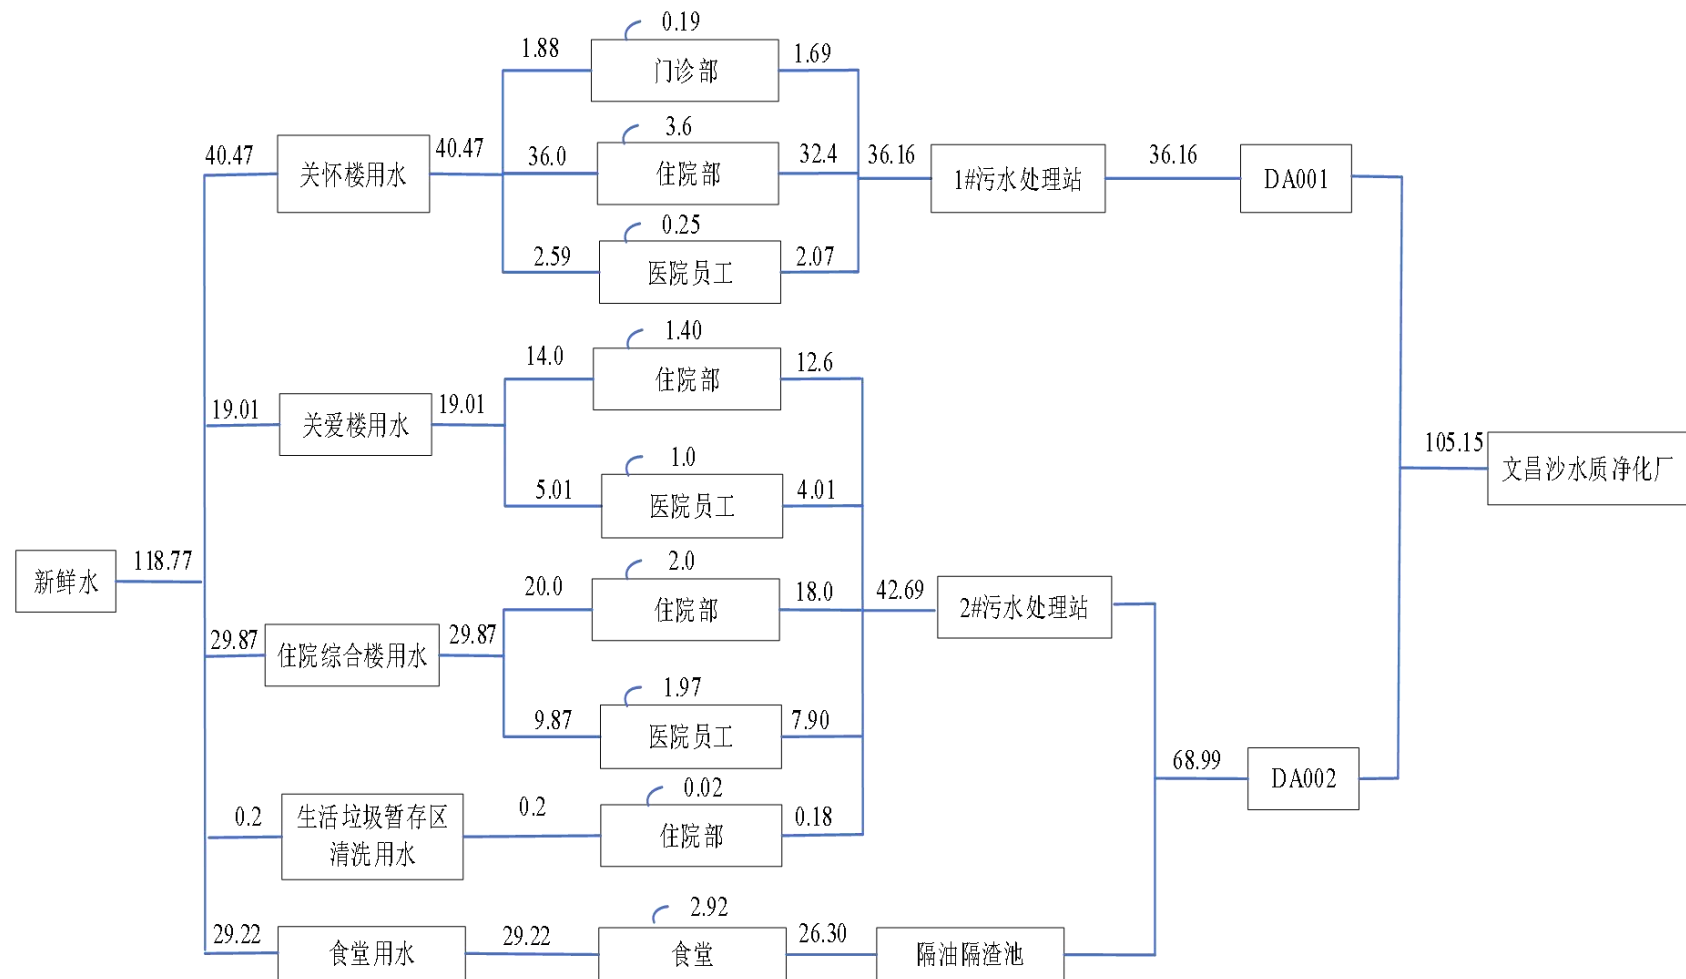 0.19
1.88
门诊部
1.69
3.6
40.47
关怀楼用水
40.47
36.0
住院部
32.4
36.16
1#污水处理站
36.16
DA001
0.25
2.59
医院员工
2.07
1.40
14.0
住院部
12.6
19.01
关爱楼用水
19.01
1.0
5.01
医院员工
4.01
105.15
文昌沙水质净化厂
新鲜水
118.77
2.0
20.0
住院部
18.0
42.69
2#污水处理站
29.87
住院综合楼用水
29.87
1.97
9.87
医院员工
7.90
68.99
DA002
0.02
0.2
生活垃圾暂存区
清洗用水
0.2
住院部
0.18
2.92
29.22
食堂用水
29.22
食堂
26.30
隔油隔渣池